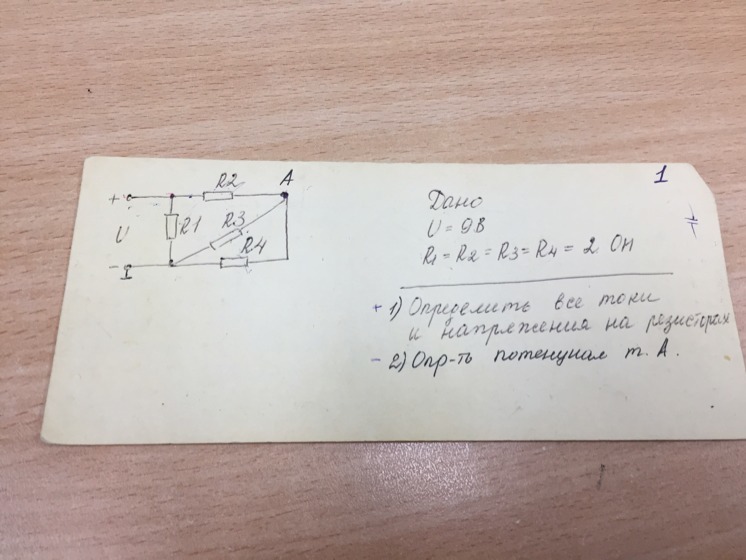 1
R2 A
+
U R1 R3
R4
-
Дано
U = 9В
R1 = R2 = R3 = R4 = 2 Ом
+ 1) Определить все токи
и напряжения на резисторах
- 2) Опр-ть потенциал т. А.